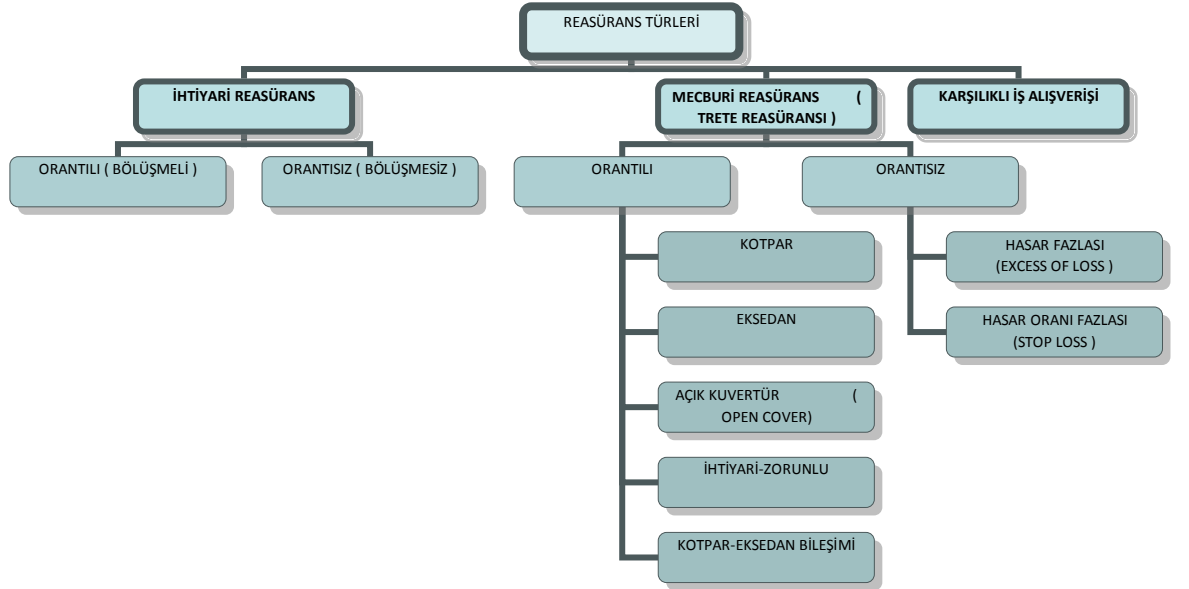 REASÜRANS TÜRLERİ
İHTİYARİ REASÜRANS
MECBURİ REASÜRANS (
TRETE REASÜRANSI )
KARŞILIKLI İŞ ALIŞVERİŞİ
ORANTILI ( BÖLÜŞMELİ )
ORANTISIZ ( BÖLÜŞMESİZ )
ORANTILI
ORANTISIZ
KOTPAR
EKSEDAN
AÇIK KUVERTÜR (
OPEN COVER)
İHTİYARİ-ZORUNLU
KOTPAR-EKSEDAN BİLEŞİMİ
HASAR FAZLASI
(EXCESS OF LOSS )
HASAR ORANI FAZLASI
(STOP LOSS )